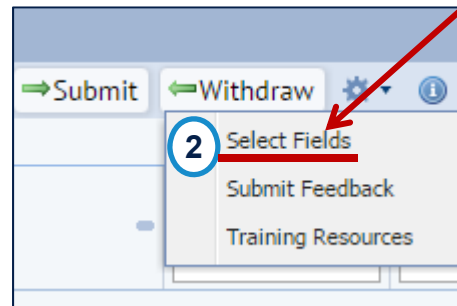 Submit Withdraw
2 Select Fields
Submit Feedback
Training Resources